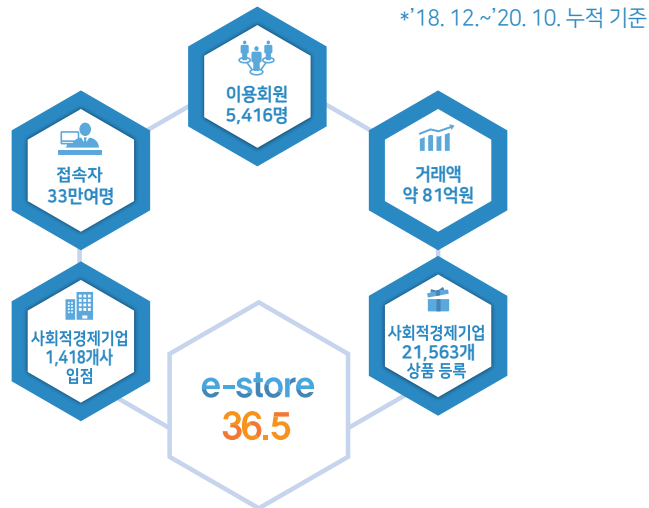 *’18. 12.~’20. 10. 누적 기준
이용회원
5,416명
접속자
33만여명
거래액
약 81억원
사회적경제기업
1,418개사
입점
사회적경제기업
21,563개
상품 등록
e-store
36.5